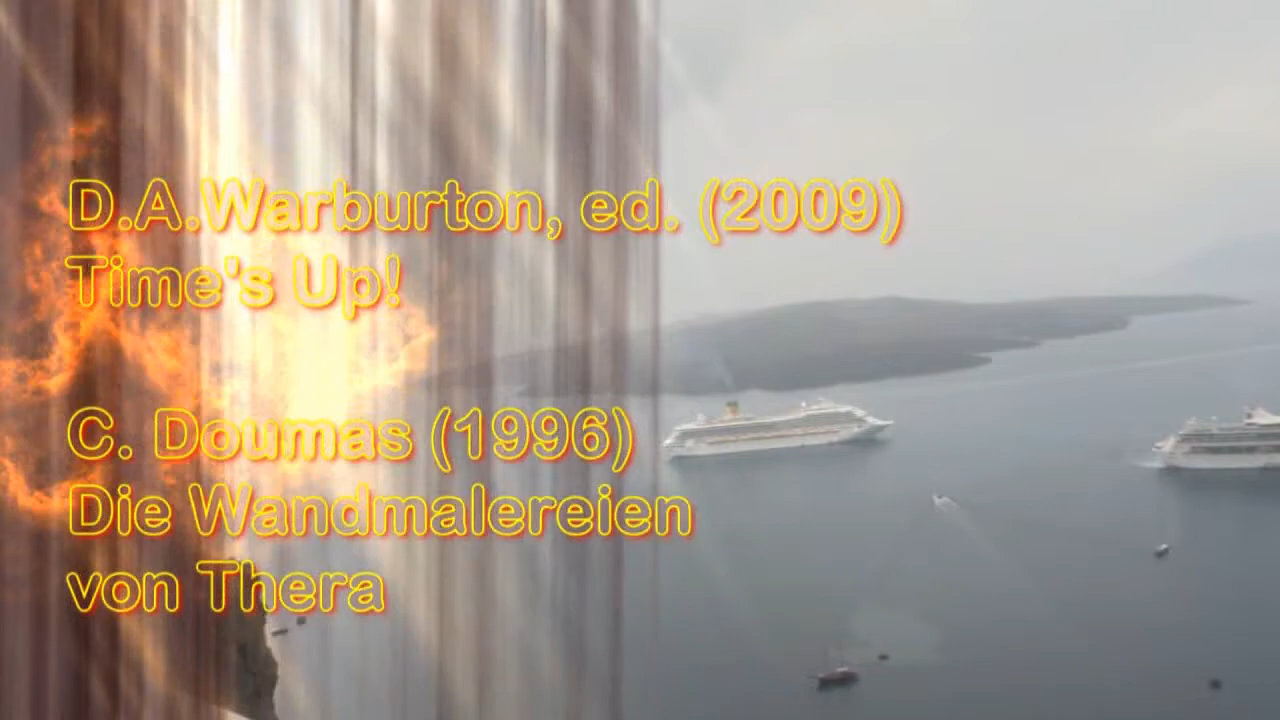 D.A.Warburton, ed. (2009)
Time's Up!
C. Doumas (1996)
Die Wandmalereien
von Thera